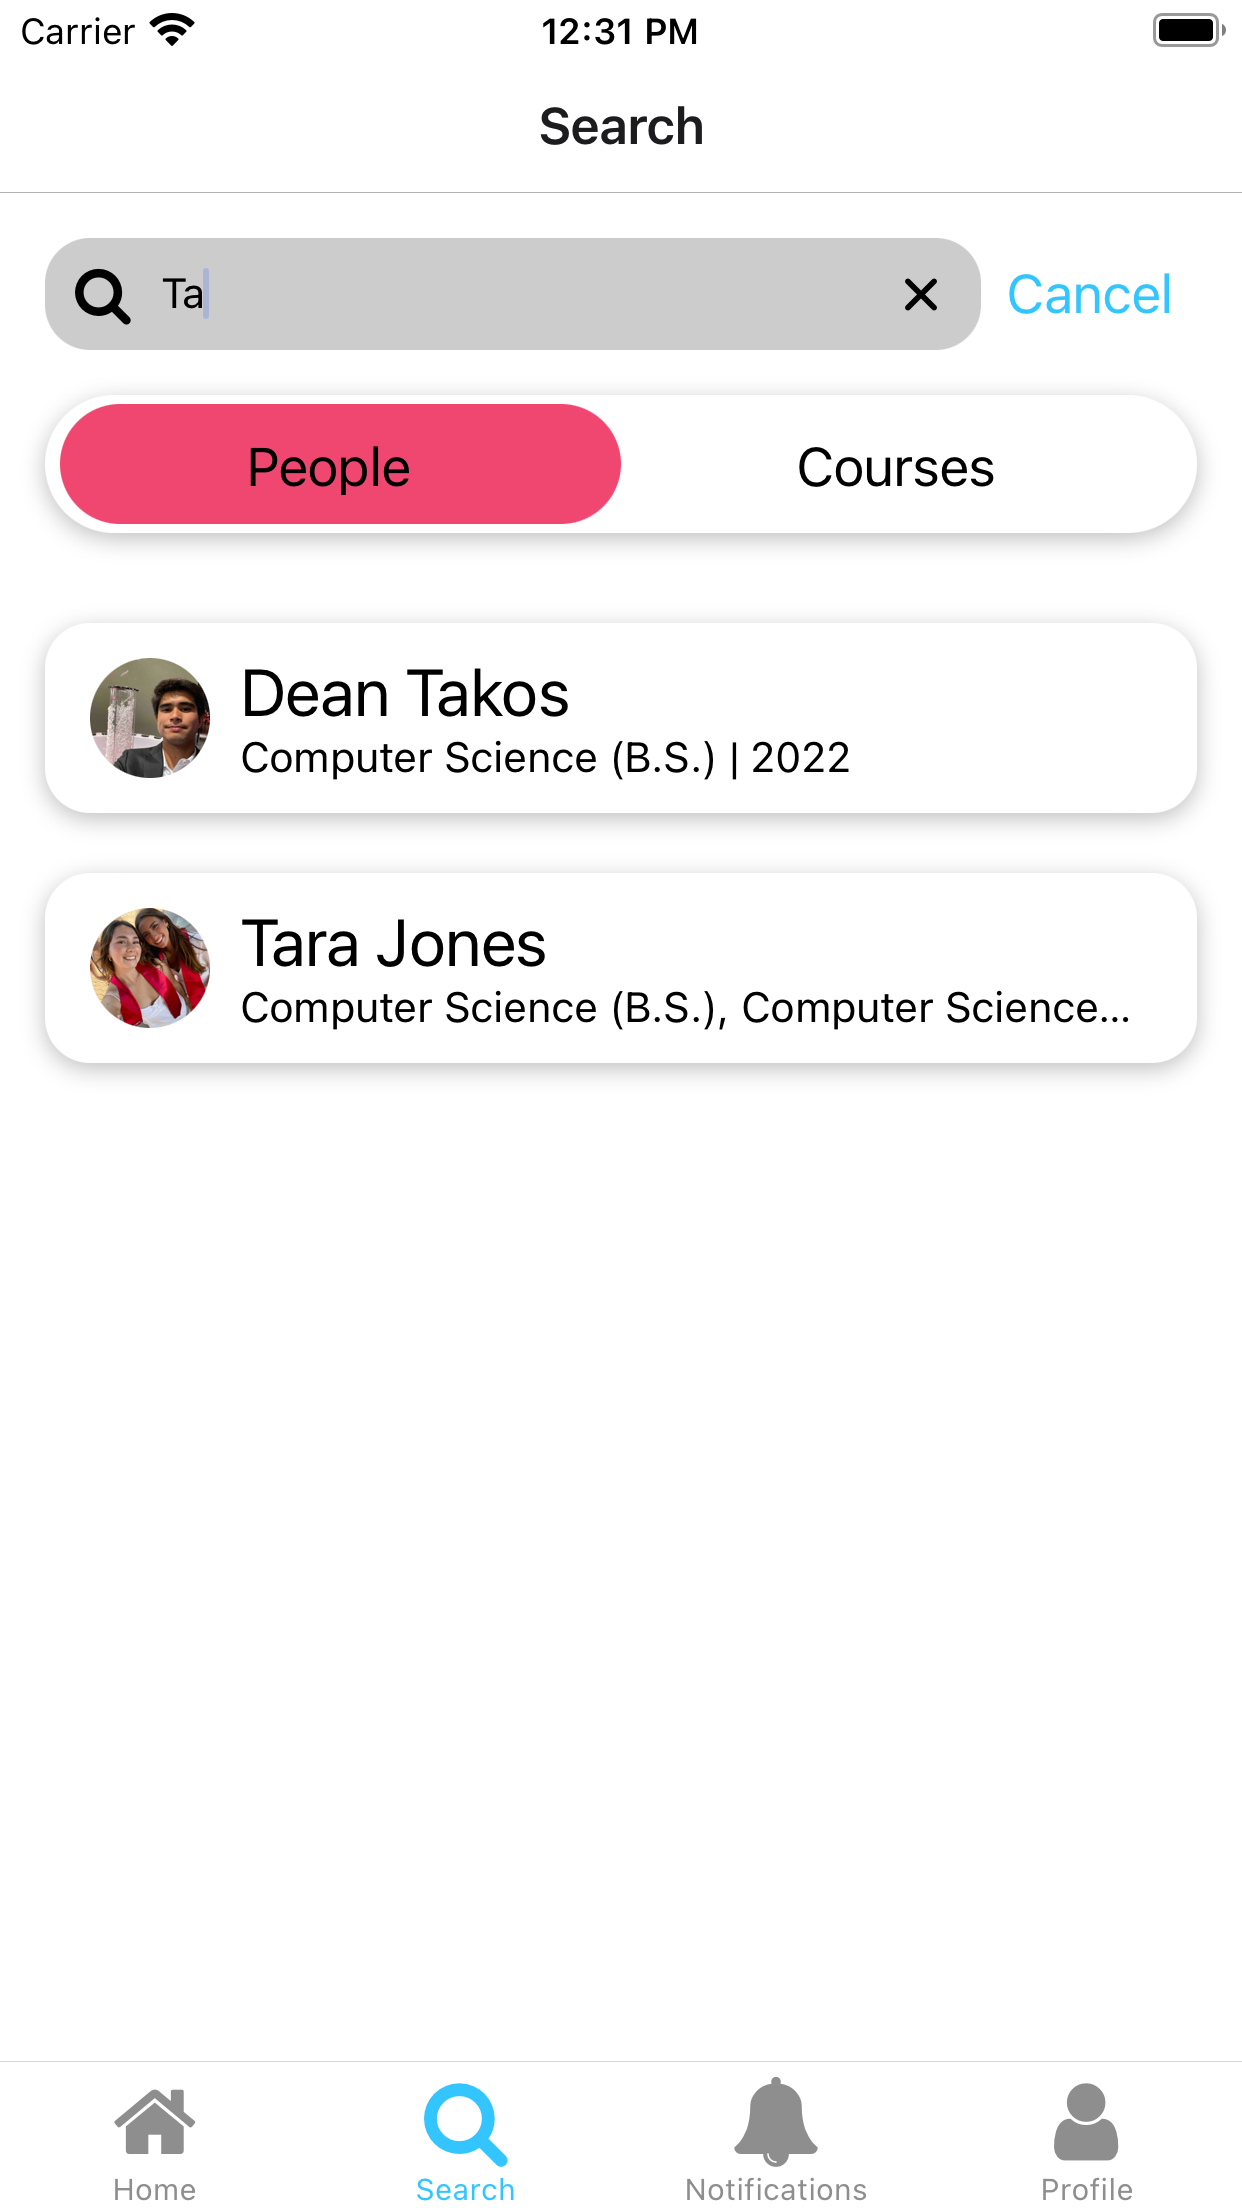 Carrier 12:31 PM
Search
Ta Cancel
People Courses
Dean Takos
Computer Science (B.S.) | 2022
Tara Jones
Computer Science (B.S.), Computer Science...
Home Search Notifications Profile